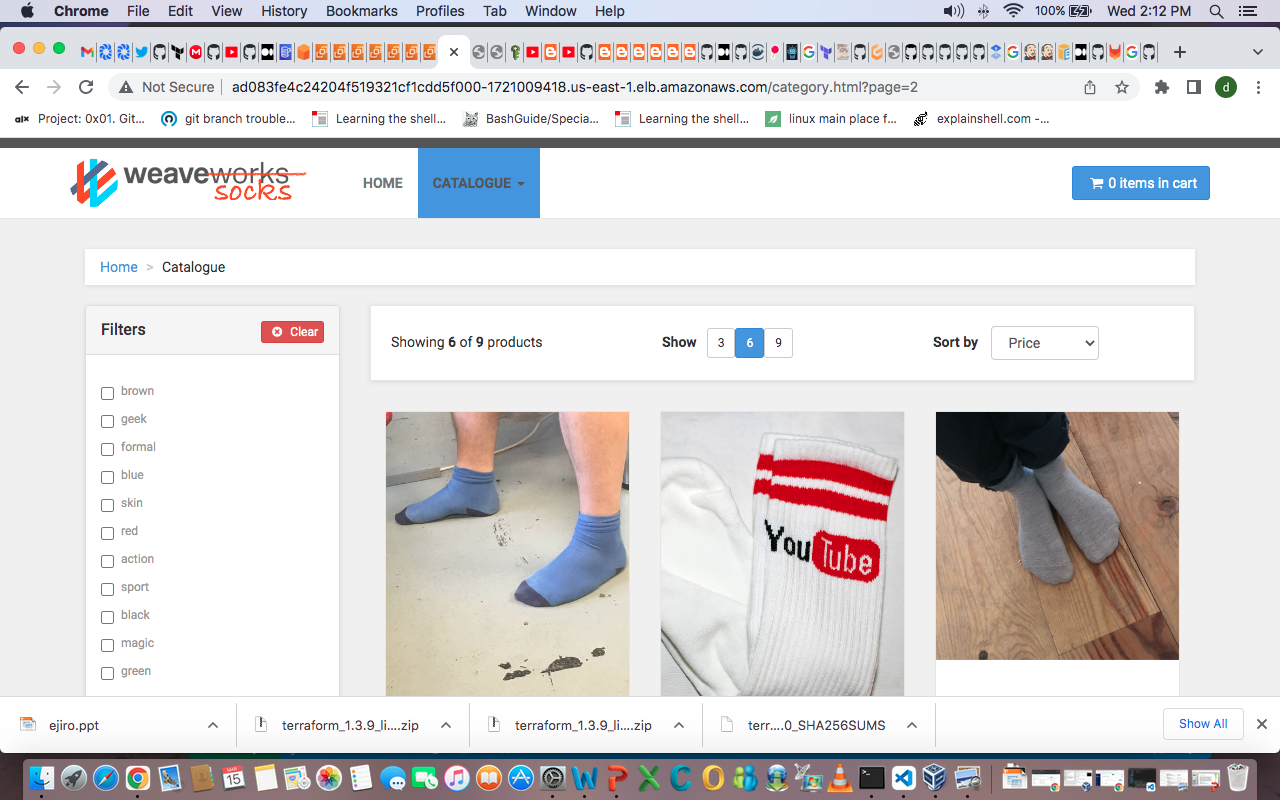 Chrome File Edit View History Bookmarks Profiles Tab Window Help 100% Wed 2:12 PM
Not Secure ad083fe4c24204f519321cf1cdd5f000-1721009418.us-east-1.elb.amazonaws.com/category.html?page=2 d
alx Project: 0x01. Git... git branch trouble... Learning the shell... BashGuide/Specia... Learning the shell... linux main place f... explainshell.com -...
weaveworks
socks
HOME CATALOGUE 0 items in cart
Home > Catalogue
Filters Clear
Showing 6 of 9 products Show 3 6 9 Sort by Price
brown
geek
formal
blue
skin
red
action
sport
black
magic
green
You Tube
ejiro.ppt terraform_1.3.9_li....zip terraform_1.3.9_li....zip terr....0_SHA256SUMS Show All
MAR
15